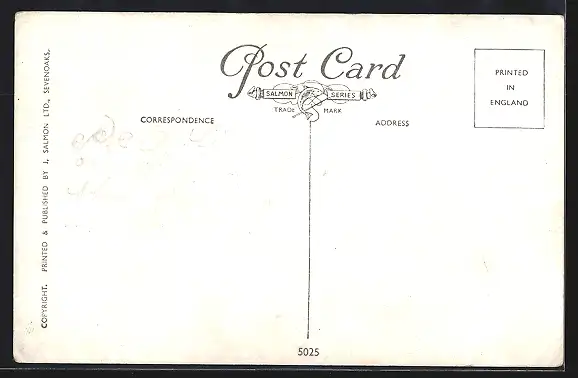 COPYRIGHT. PRINTED & PUBLISHED BY J. SALMON LTD., SEVENOAKS.
Post Card
SALMON SERIES
TRADE MARK
CORRESPONDENCE
ADDRESS
PRINTED
IN
ENGLAND
5025